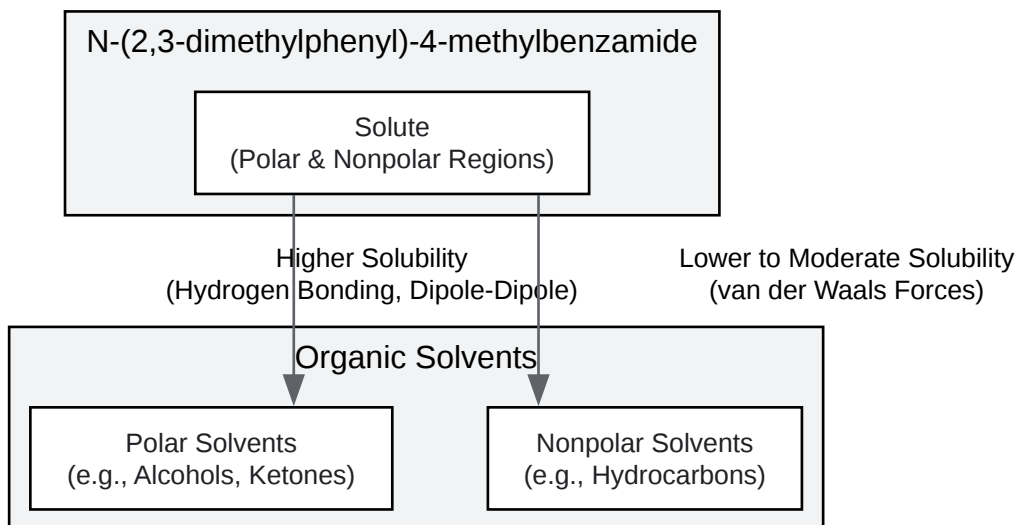 N-(2,3-dimethylphenyl)-4-methylbenzamide
Solute
(Polar & Nonpolar Regions)
Higher Solubility
(Hydrogen Bonding, Dipole-Dipole)
Lower to Moderate Solubility
(van der Waals Forces)
Organic Solvents
Polar Solvents
(e.g., Alcohols, Ketones)
Nonpolar Solvents
(e.g., Hydrocarbons)